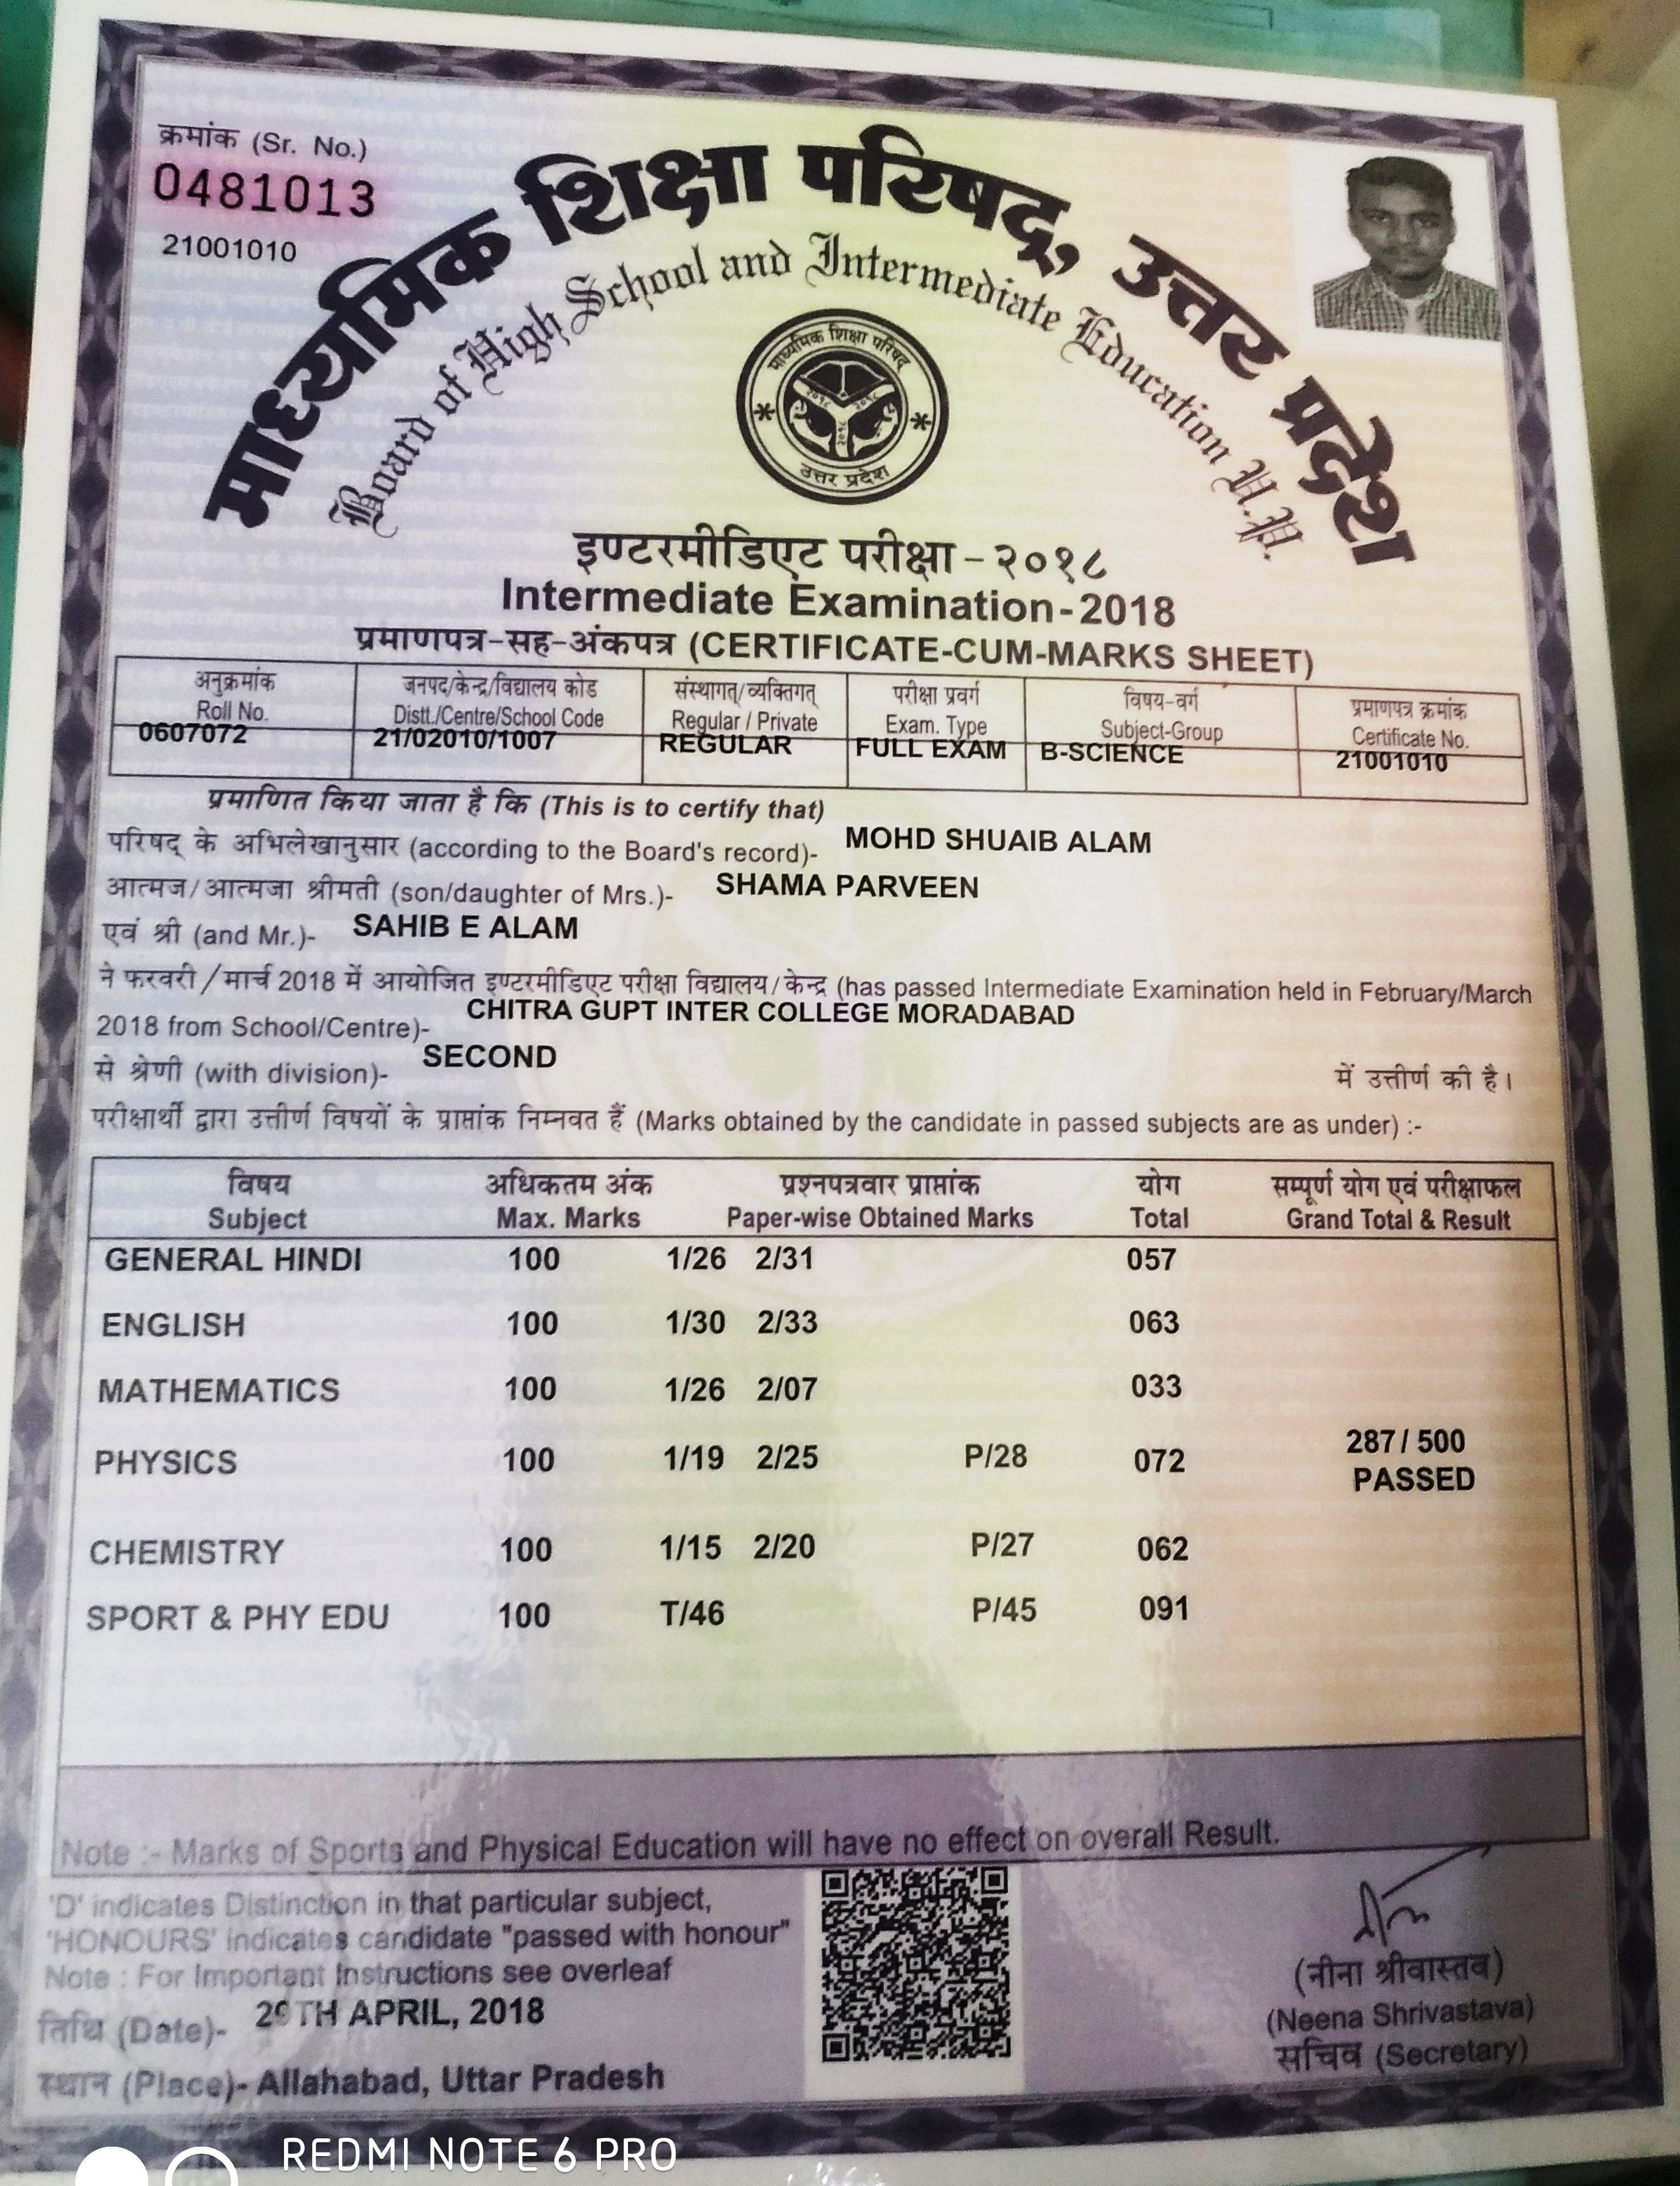 क्रमांक (Sr. No.)
0481013
21001010
माध्यमिक शिक्षा परिषद्, उत्तर प्रदेश
Board of High School and Intermediate Education U.P.
माध्यमिक शिक्षा परिषद्
२०१८ २०१८
२०१८
उत्तर प्रदेश
इण्टरमीडिएट परीक्षा-२०१८
Intermediate Examination-2018
प्रमाणपत्र-सह-अंकपत्र (CERTIFICATE-CUM-MARKS SHEET)
अनुक्रमांक जनपद/केन्द्र/विद्यालय कोड संस्थागत्/व्यक्तिगत् परीक्षा प्रवर्ग विषय-वर्ग प्रमाणपत्र क्रमांक
Roll No. Distt./Centre/School Code Regular / Private Exam. Type Subject-Group Certificate No.
0607072 21/02010/1007 REGULAR FULL EXAM B-SCIENCE 21001010
प्रमाणित किया जाता है कि (This is to certify that)
परिषद् के अभिलेखानुसार (according to the Board's record)- MOHD SHUAIB ALAM
आत्मज/आत्मजा श्रीमती (son/daughter of Mrs.)- SHAMA PARVEEN
एवं श्री (and Mr.)- SAHIB E ALAM
ने फरवरी/मार्च 2018 में आयोजित इण्टरमीडिएट परीक्षा विद्यालय/केन्द्र (has passed Intermediate Examination held in February/March
2018 from School/Centre)- CHITRA GUPT INTER COLLEGE MORADABAD
से श्रेणी (with division)- SECOND में उत्तीर्ण की है।
परीक्षार्थी द्वारा उत्तीर्ण विषयों के प्राप्तांक निम्नवत हैं (Marks obtained by the candidate in passed subjects are as under) :-
विषय अधिकतम अंक प्रश्नपत्रवार प्राप्तांक योग सम्पूर्ण योग एवं परीक्षाफल
Subject Max. Marks Paper-wise Obtained Marks Total Grand Total & Result
GENERAL HINDI 100 1/26 2/31 057
ENGLISH 100 1/30 2/33 063
MATHEMATICS 100 1/26 2/07 033
PHYSICS 100 1/19 2/25 P/28 072 287/ 500
PASSED
CHEMISTRY 100 1/15 2/20 P/27 062
SPORT & PHY EDU 100 T/46 P/45 091
Note :- Marks of Sports and Physical Education will have no effect on overall Result.
'D' indicates Distinction in that particular subject,
'HONOURS' indicates candidate "passed with honour"
Note : For Important Instructions see overleaf
तिथि (Date)- 29TH APRIL, 2018
स्थान (Place)- Allahabad, Uttar Pradesh
(नीना श्रीवास्तव)
(Neena Shrivastava)
सचिव (Secretary)
REDMI NOTE 6 PRO